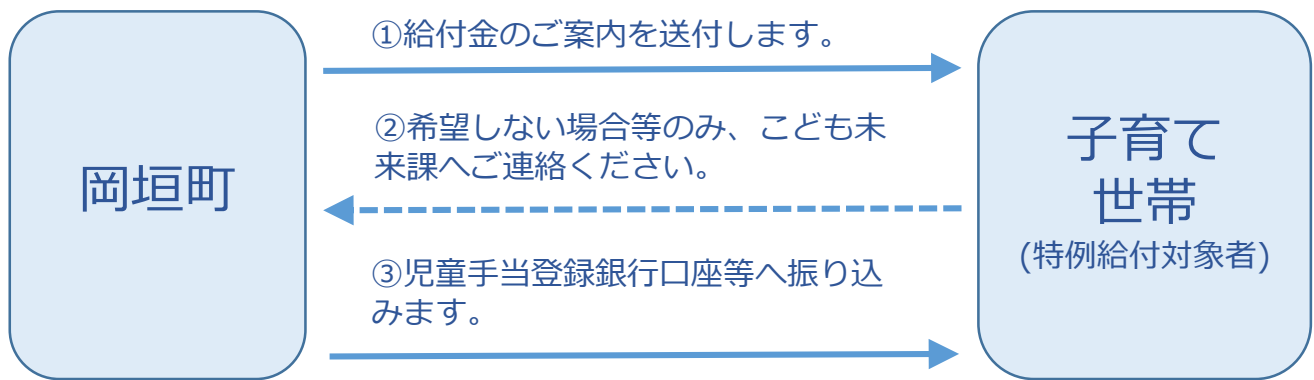 岡垣町
①給付金のご案内を送付します。
②希望しない場合等のみ、こども未
来課へご連絡ください。
③児童手当登録銀行口座等へ振り込
みます。
子育て
世帯
(特例給付対象者)